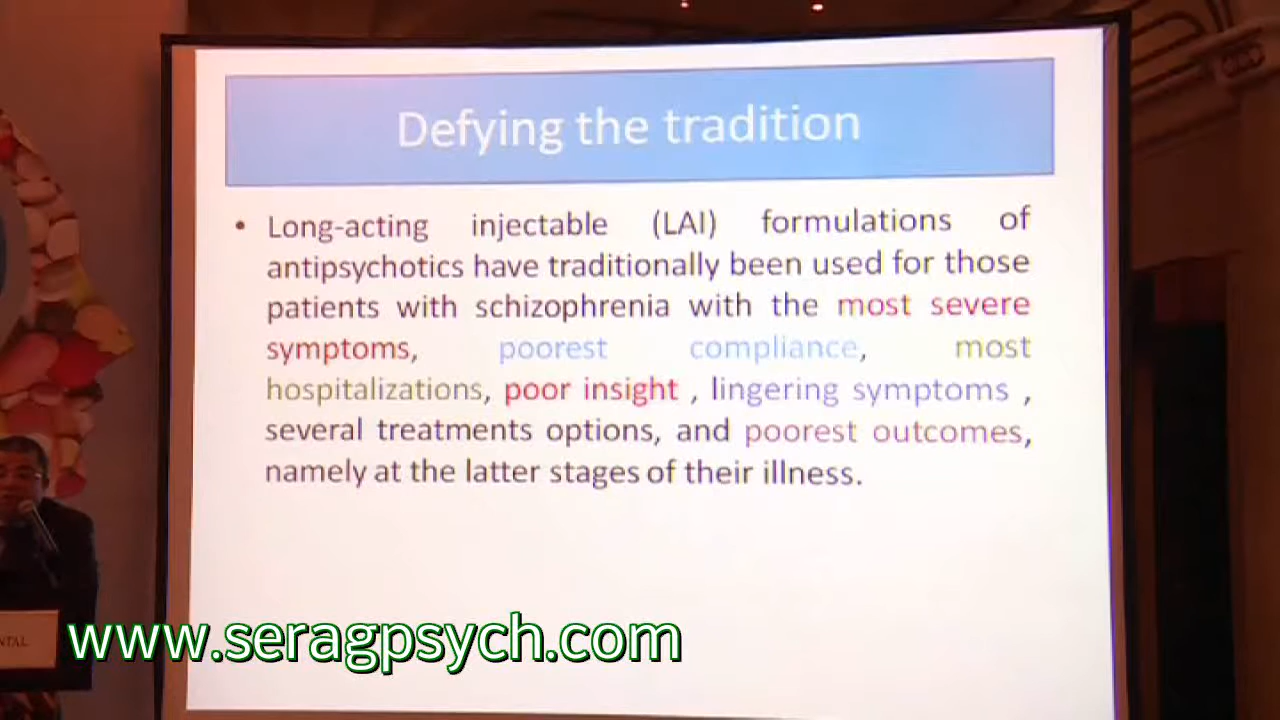 Defying the tradition
• Long-acting injectable (LAI) formulations of
antipsychotics have traditionally been used for those
patients with schizophrenia with the most severe
symptoms, poorest compliance, most
hospitalizations, poor insight , lingering symptoms ,
several treatments options, and poorest outcomes,
namely at the latter stages of their illness.
NTAL
www.seragpsych.com